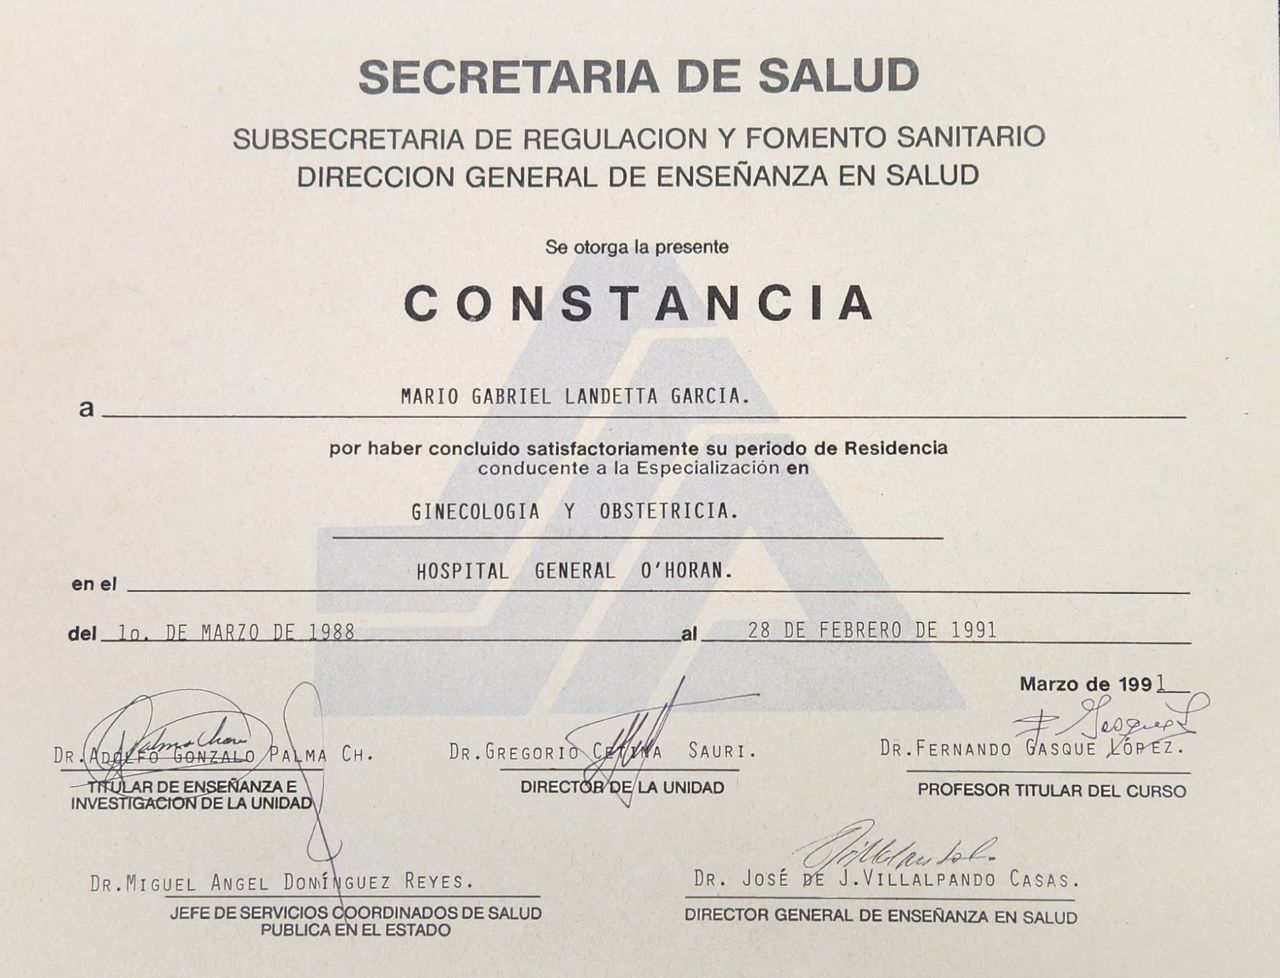 SECRETARIA DE SALUD
SUBSECRETARIA DE REGULACION Y FOMENTO SANITARIO
DIRECCION GENERAL DE ENSEÑANZA EN SALUD
Se otorga la presente
CONSTANCIA
a MARIO GABRIEL LANDETTA GARCIA.
por haber concluido satisfactoriamente su periodo de Residencia
conducente a la Especialización en
GINECOLOGIA Y OBSTETRICIA.
en el HOSPITAL GENERAL O'HORAN.
del 1o. DE MARZO DE 1988 al 28 DE FEBRERO DE 1991
Marzo de 1991
DR.ADOLFO GONZALO PALMA CH.
TITULAR DE ENSEÑANZA E
INVESTIGACION DE LA UNIDAD
DR.GREGORIO CETINA SAURI.
DIRECTOR DE LA UNIDAD
DR.FERNANDO GASQUE LÓPEZ.
PROFESOR TITULAR DEL CURSO
DR.MIGUEL ANGEL DOMÍNGUEZ REYES.
JEFE DE SERVICIOS COORDINADOS DE SALUD
PUBLICA EN EL ESTADO
DR. JOSÉ DE J.VILLALPANDO CASAS.
DIRECTOR GENERAL DE ENSEÑANZA EN SALUD